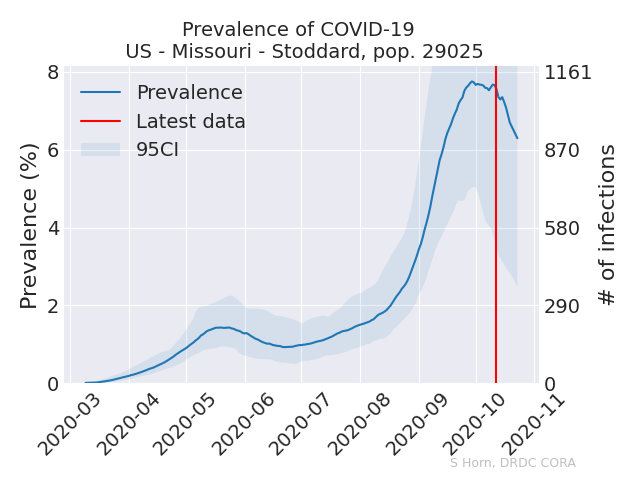 Prevalence of COVID-19
US - Missouri - Stoddard, pop. 29025
Prevalence
Latest data
95CI
Prevalence (%)
8
6
4
2
0
1161
870
580
290
0
# of infections
2020-03
2020-04
2020-05
2020-06
2020-07
2020-08
2020-09
2020-10
2020-11
S Horn, DRDC CORA